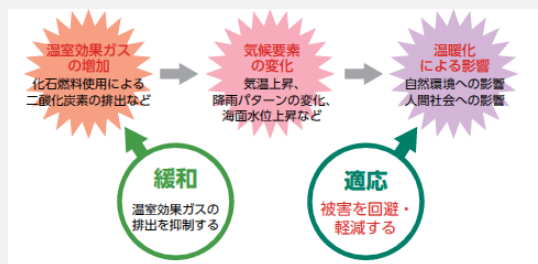 温室効果ガス
の増加
化石燃料使用による
二酸化炭素の排出など
気候要素
の変化
気温上昇、
降雨パターンの変化、
海面水位上昇など
温暖化
による影響
自然環境への影響
人間社会への影響
緩和
温室効果ガスの
排出を抑制する
適応
被害を回避・
軽減する